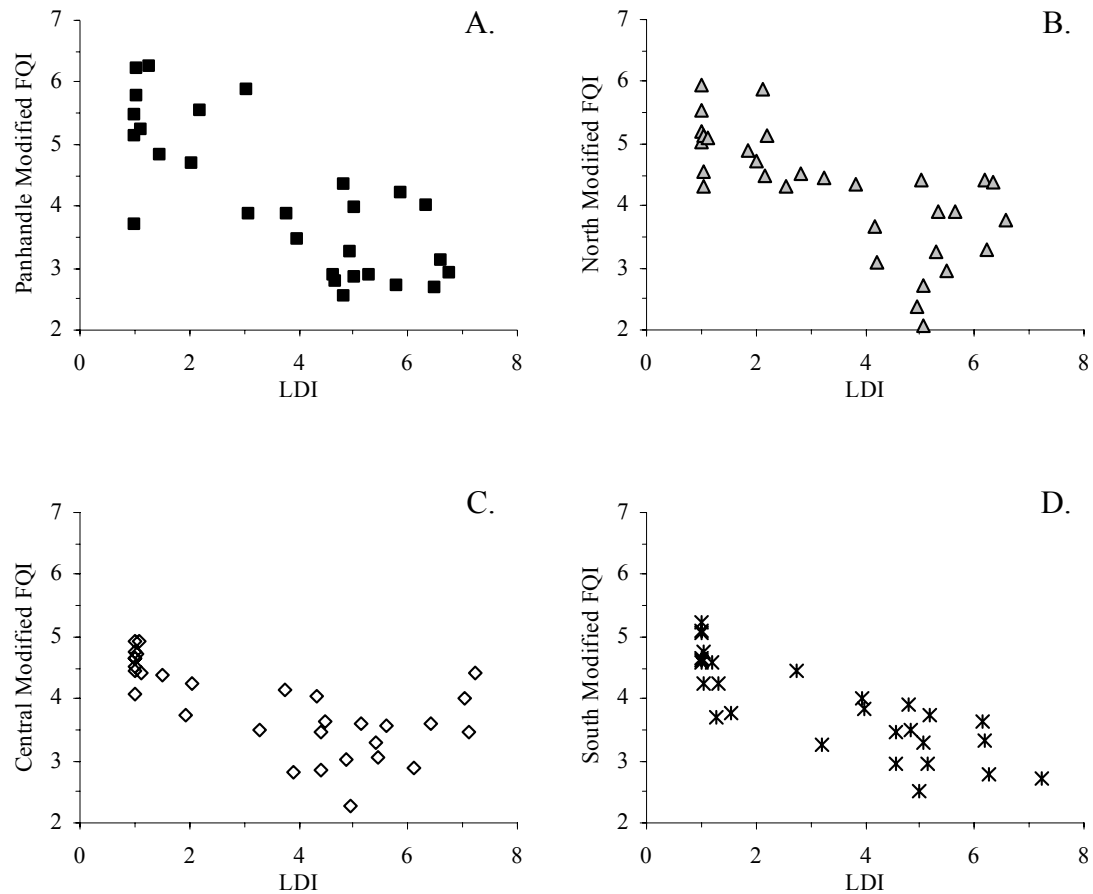 A.
Panhandle Modified FQI
7
6
5
4
3
2
0 2 4 6 8
LDI
B.
North Modified FQI
7
6
5
4
3
2
0 2 4 6 8
LDI
C.
Central Modified FQI
7
6
5
4
3
2
0 2 4 6 8
LDI
D.
South Modified FQI
7
6
5
4
3
2
0 2 4 6 8
LDI